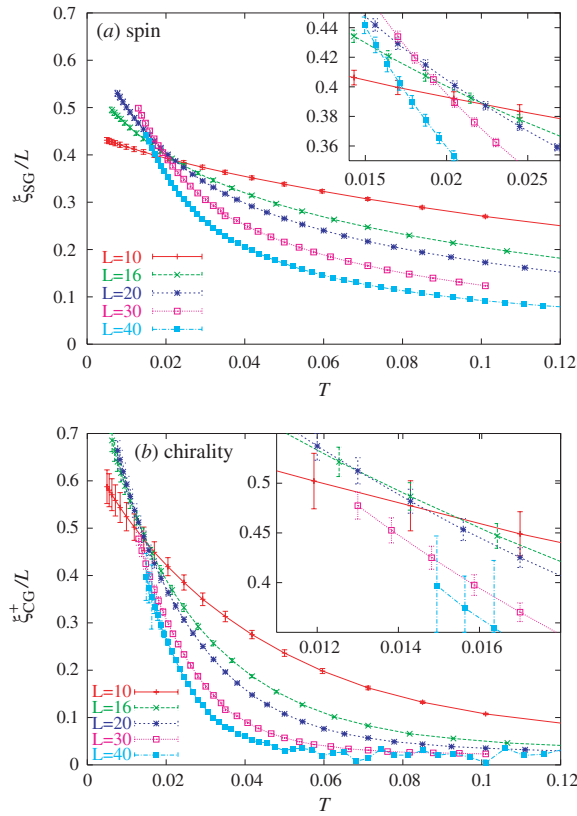 (a) spin
ξSG/L
0.7
0.6
0.5
0.4
0.3
0.2
0.1
0
0.44
0.42
0.4
0.38
0.36
0.015
0.02
0.025
L=10
L=16
L=20
L=30
L=40
0
0.02
0.04
0.06
0.08
0.1
0.12
T
(b) chirality
ξ+CG/L
0.7
0.6
0.5
0.4
0.3
0.2
0.1
0
0.5
0.45
0.4
0.012
0.014
0.016
L=10
L=16
L=20
L=30
L=40
0
0.02
0.04
0.06
0.08
0.1
0.12
T